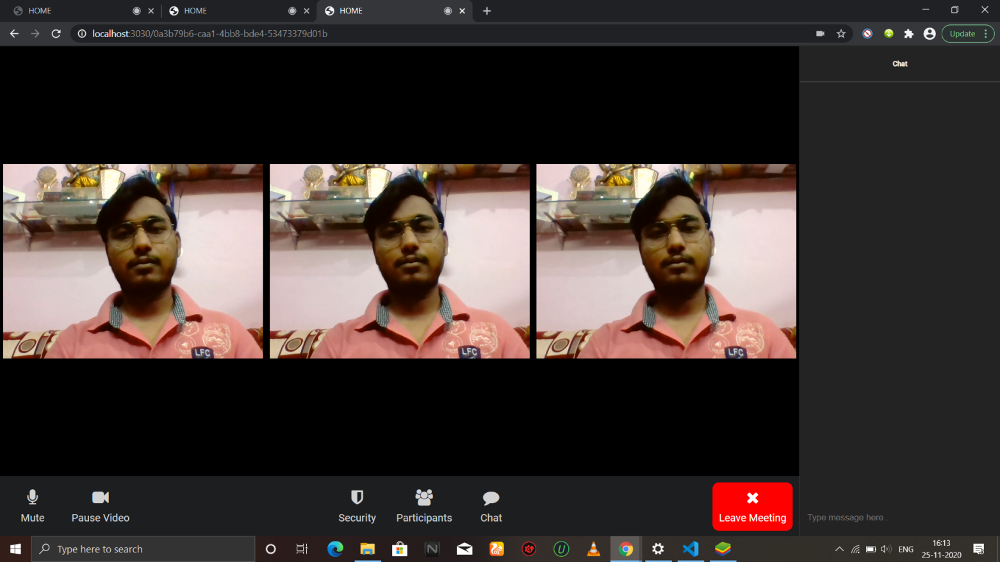 HOME
HOME
HOME
localhost:3030/0a3b79b6-caa1-4bb8-bde4-53473379d01b
Update
Chat
LFC
LFC
LFC
Mute
Pause Video
Security
Participants
Chat
Leave Meeting
Type message here..
Type here to search
ENG
16:13
25-11-2020